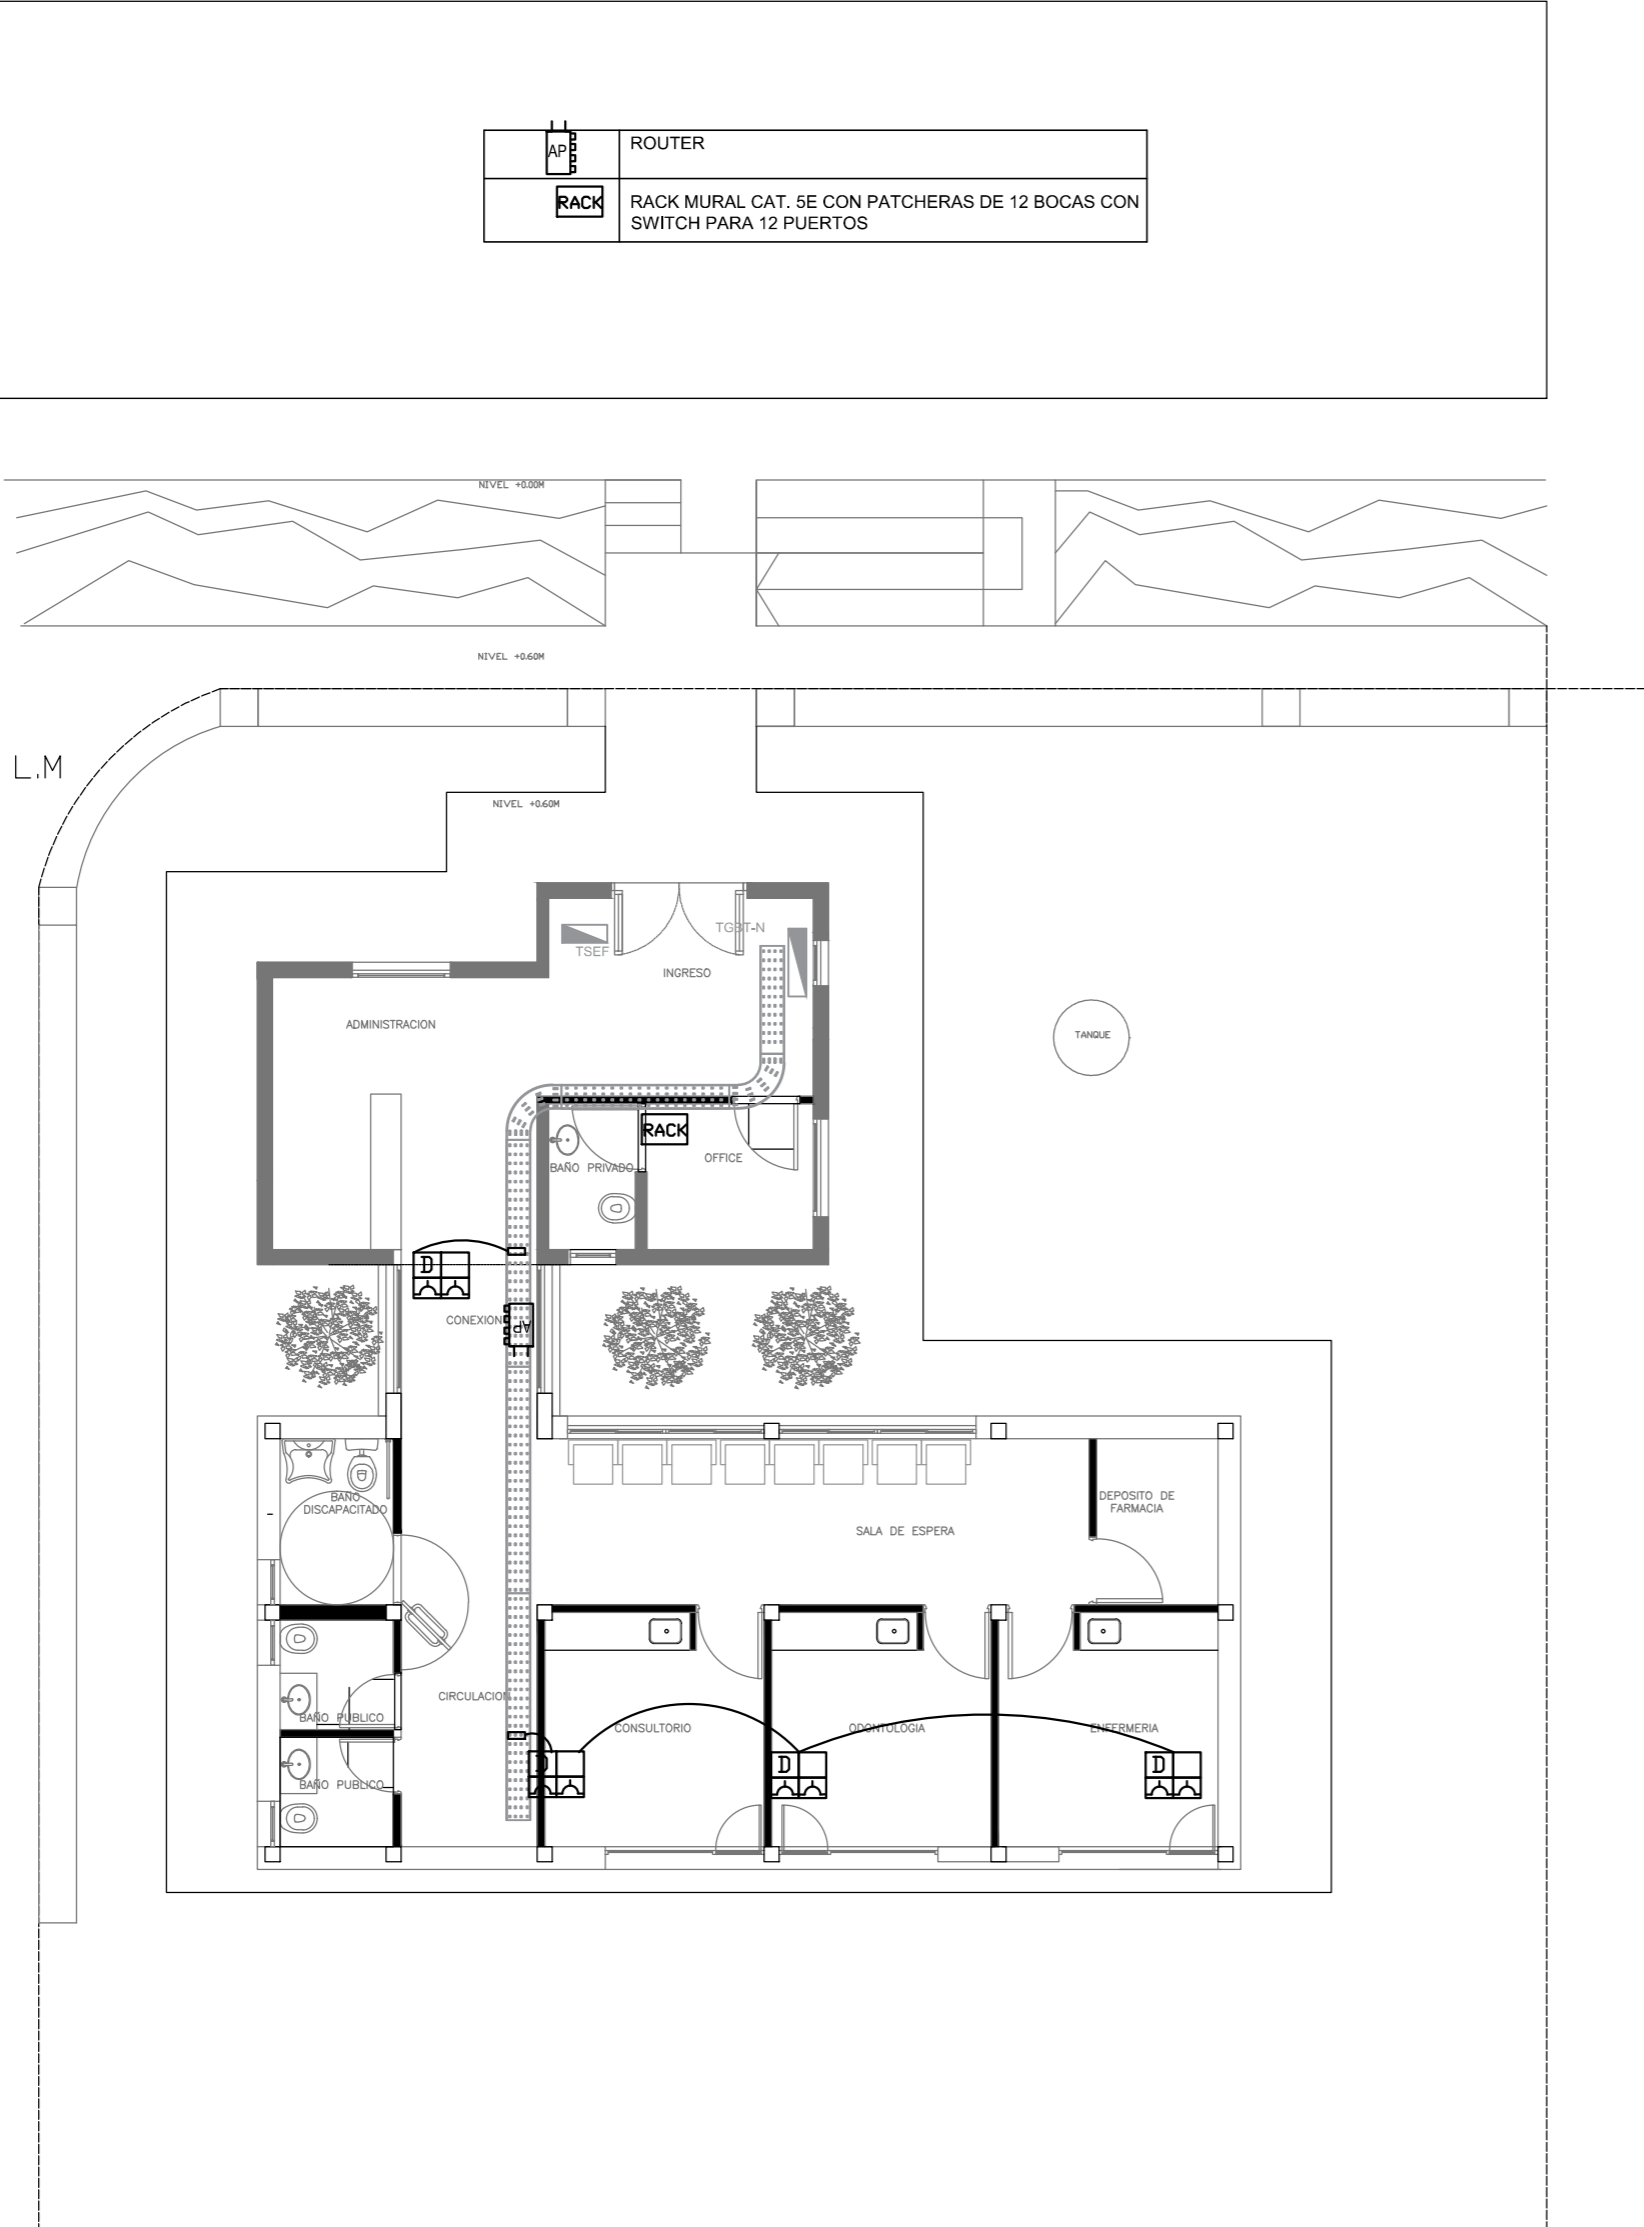 AP
ROUTER
RACK
RACK MURAL CAT. 5E CON PATCHERAS DE 12 BOCAS CON
SWITCH PARA 12 PUERTOS
NIVEL +0.00M
NIVEL +0.60M
L.M
NIVEL +0.60M
TGBT-N
TSEF
INGRESO
ADMINISTRACION
TANQUE
RACK
OFFICE
BAÑO PRIVADO
D
CONEXION
AP
BAÑO
DISCAPACITADO
DEPOSITO DE
FARMACIA
SALA DE ESPERA
CIRCULACION
BAÑO PUBLICO
CONSULTORIO
ODONTOLOGIA
ENFERMERIA
D
D
D
BAÑO PUBLICO